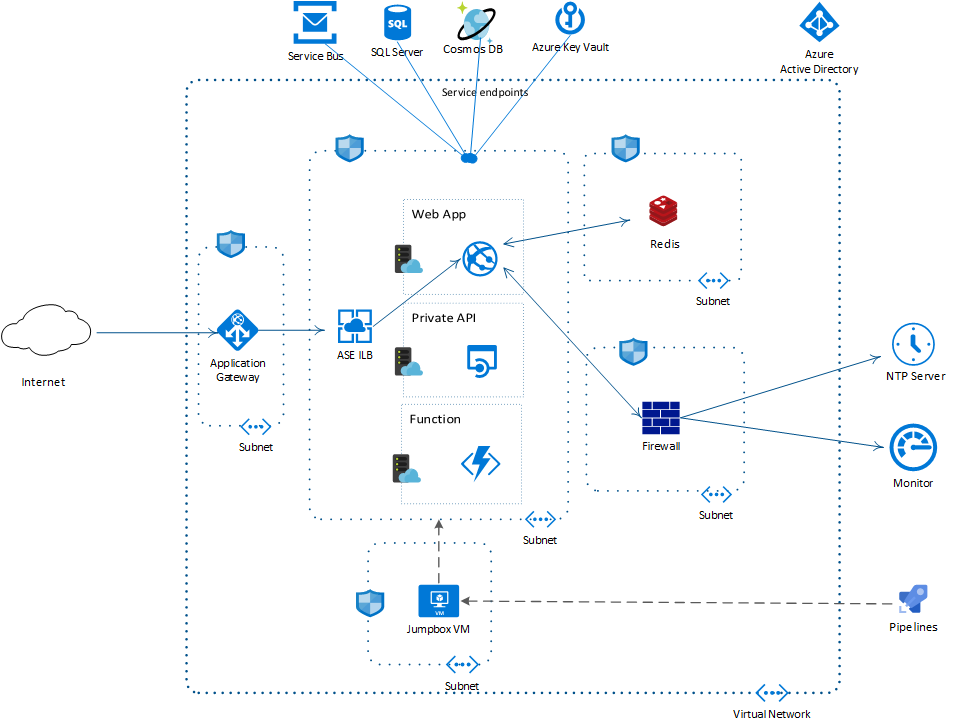 Service Bus
SQL Server
Cosmos DB
Azure Key Vault
Azure
Active Directory
Service endpoints
Web App
Redis
Subnet
Private API
Internet
Application
Gateway
Subnet
ASE ILB
NTP Server
Function
Firewall
Monitor
Subnet
Subnet
VM
Jumpbox VM
Pipelines
Subnet
Virtual Network